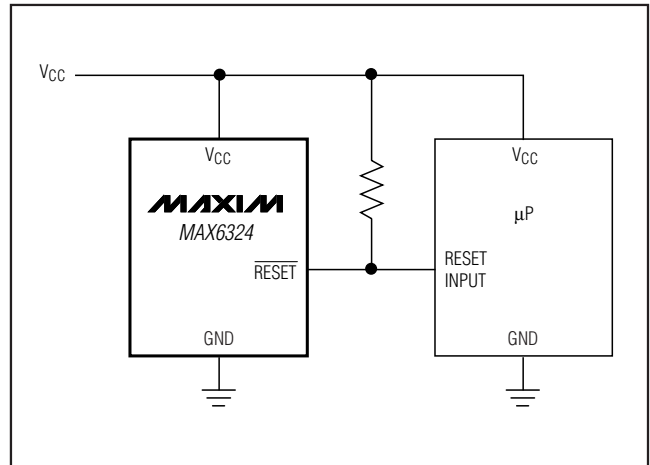 VCC
VCC
MAXIM
MAX6324
RESET
GND
VCC
μP
RESET
INPUT
GND